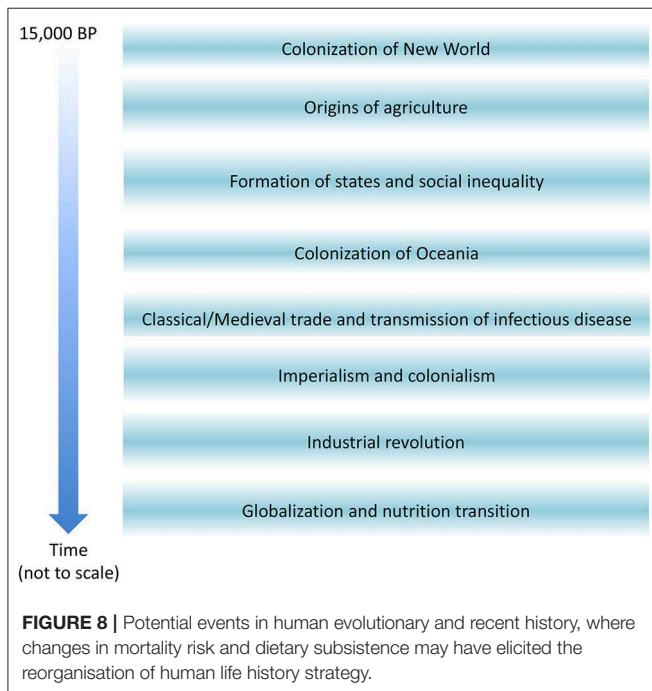 15,000 BP
Colonization of New World
Origins of agriculture
Formation of states and social inequality
Colonization of Oceania
Classical/Medieval trade and transmission of infectious disease
Imperialism and colonialism
Industrial revolution
Globalization and nutrition transition
Time
(not to scale)
FIGURE 8 | Potential events in human evolutionary and recent history, where
changes in mortality risk and dietary subsistence may have elicited the
reorganisation of human life history strategy.